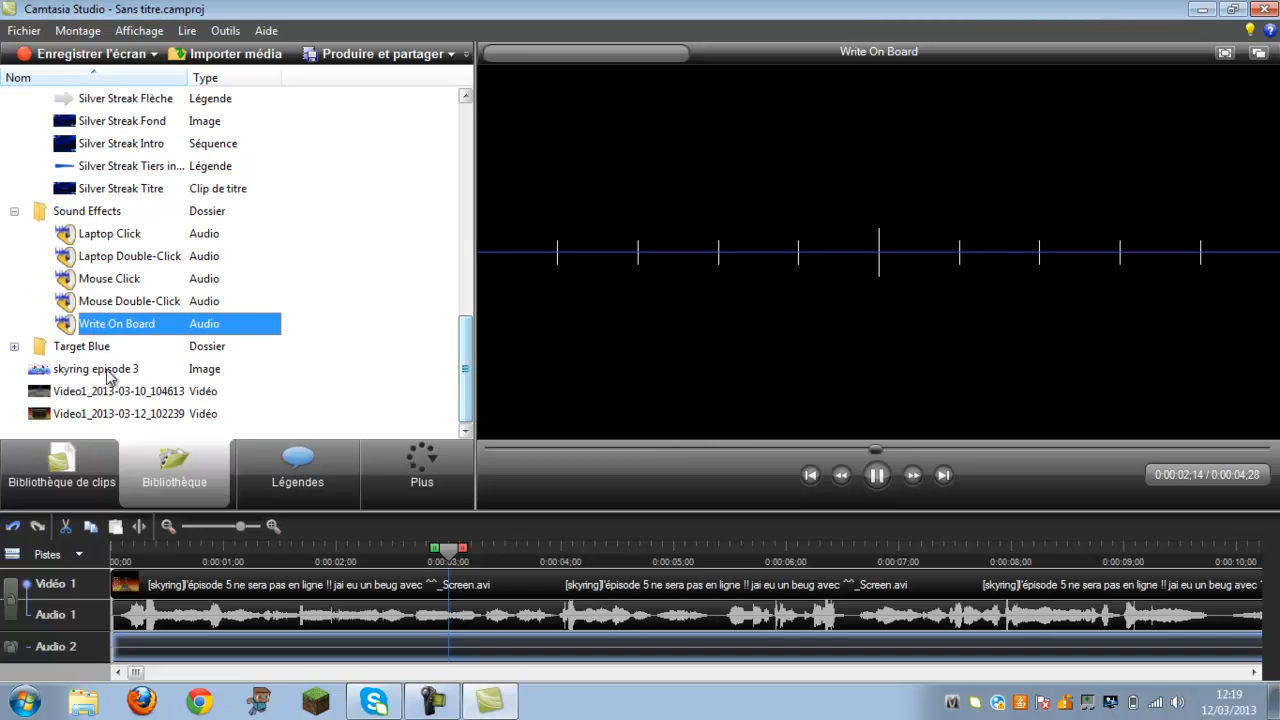 Camtasia Studio - Sans titre.camproj
Fichier Montage Affichage Lire Outils Aide
Enregistrer l'écran Importer média Produire et partager
Write On Board
Nom Type
Silver Streak Flèche Légende
Silver Streak Fond Image
Silver Streak Intro Séquence
Silver Streak Tiers in... Légende
Silver Streak Titre Clip de titre
Sound Effects Dossier
Laptop Click Audio
Laptop Double-Click Audio
Mouse Click Audio
Mouse Double-Click Audio
Write On Board Audio
Target Blue Dossier
skyring episode 3 Image
Video1_2013-03-10_104613 Vidéo
Video1_2013-03-12_102239 Vidéo
Bibliothèque de clips Bibliothèque Légendes Plus
0:00:02;14 / 0:00:04;28
Pistes
00;00 0:00:01;00 0:00:02;00 0:00:03;00 0:00:04;00 0:00:05;00 0:00:06;00 0:00:07;00 0:00:08;00 0:00:09;00 0:00:10;00
Vidéo 1 [skyring]l'épisode 5 ne sera pas en ligne !! jai eu un beug avec ^^_Screen.avi [skyring]l'épisode 5 ne sera pas en ligne !! jai eu un beug avec ^^_Screen.avi [skyring]l'épisode 5 ne sera pas en ligne !! jai eu un beug avec
Audio 1
Audio 2
12:19
12/03/2013